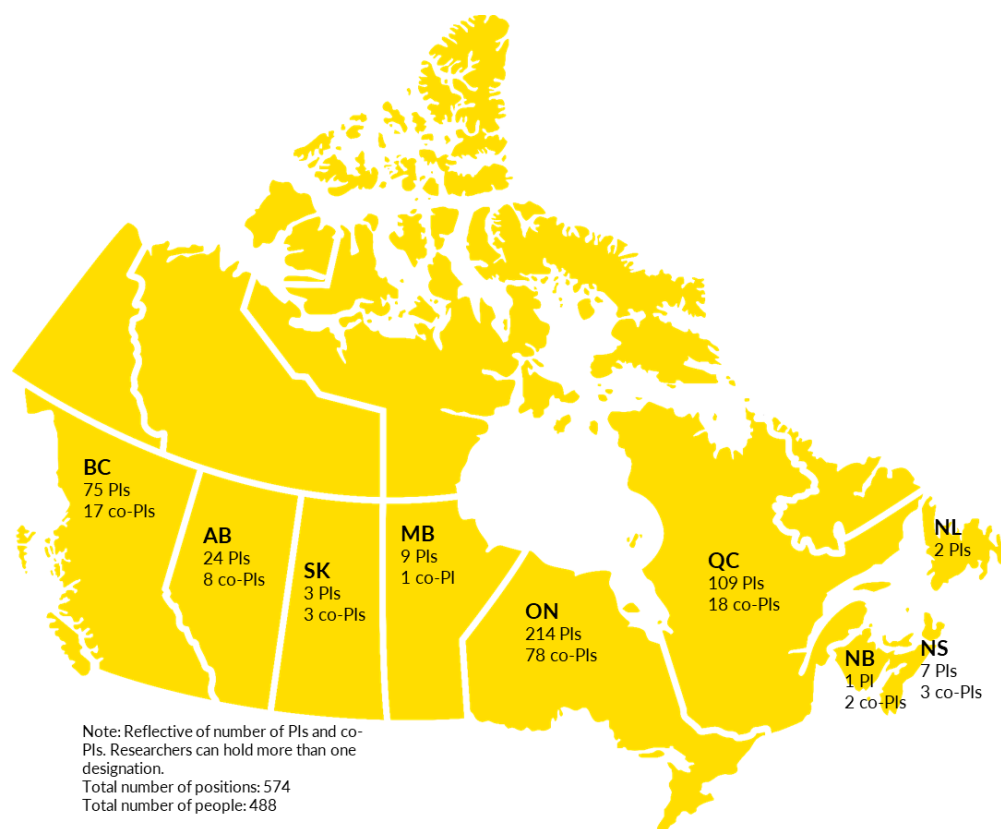 BC
75 PIs
17 co-PIs
AB
24 PIs
8 co-PIs
SK
3 PIs
3 co-PIs
MB
9 PIs
1 co-PI
ON
214 PIs
78 co-PIs
QC
109 PIs
18 co-PIs
NL
2 PIs
NB
1 PI
2 co-PIs
NS
7 PIs
3 co-PIs
Note: Reflective of number of PIs and co-
PIs. Researchers can hold more than one
designation.
Total number of positions: 574
Total number of people: 488